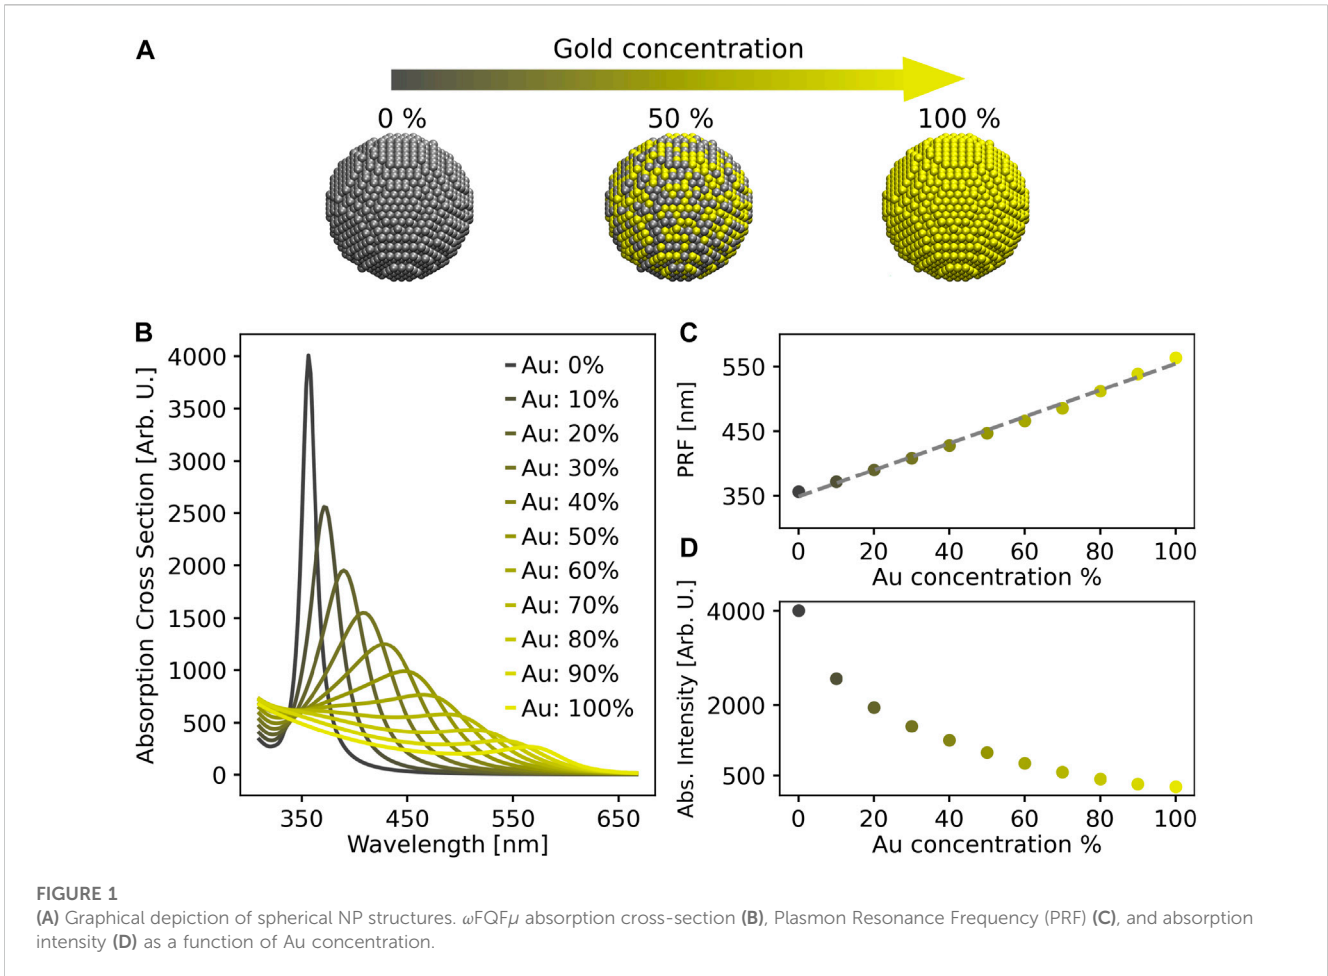 A
Gold concentration
0 %
50 %
100 %
B
Absorption Cross Section [Arb. U.]
4000
3500
3000
2500
2000
1500
1000
500
0
350
450
550
650
Wavelength [nm]
Au: 0%
Au: 10%
Au: 20%
Au: 30%
Au: 40%
Au: 50%
Au: 60%
Au: 70%
Au: 80%
Au: 90%
Au: 100%
C
PRF [nm]
550
450
350
0
20
40
60
80
100
Au concentration %
D
Abs. Intensity [Arb. U.]
4000
2000
500
0
20
40
60
80
100
Au concentration %
FIGURE 1
(A) Graphical depiction of spherical NP structures. ωFQFμ absorption cross-section (B), Plasmon Resonance Frequency (PRF) (C), and absorption
intensity (D) as a function of Au concentration.